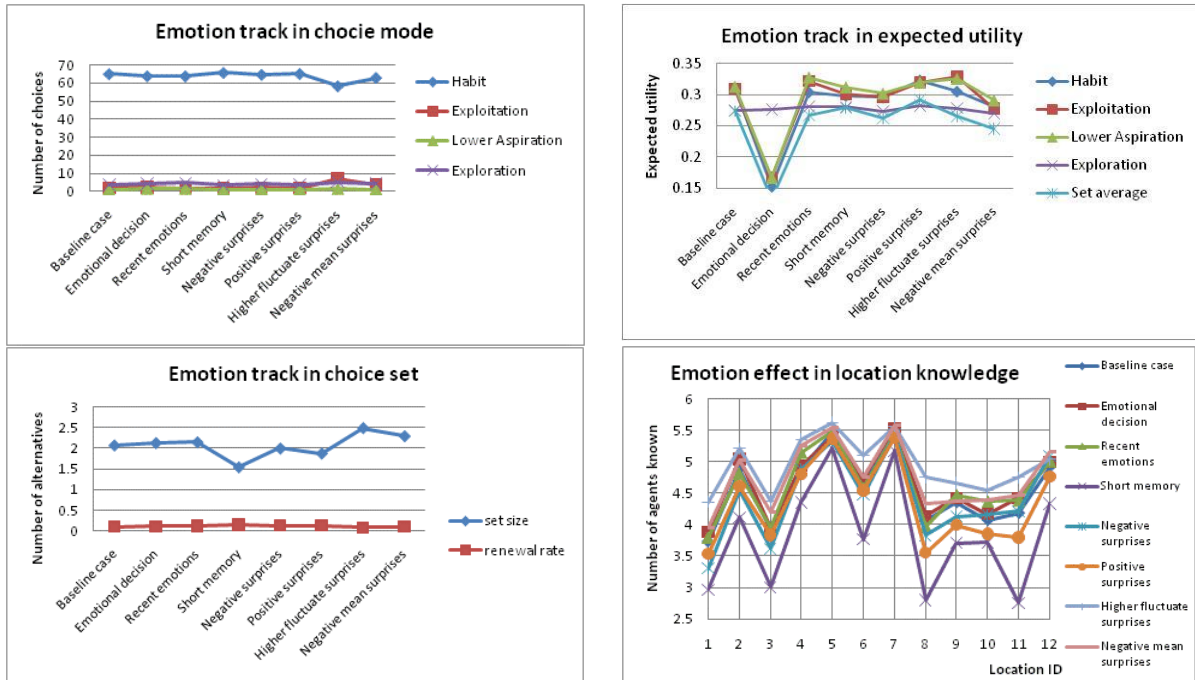 Emotion track in chocie mode
Number of choices
70
60
50
40
30
20
10
0
Baseline case
Emotional decision
Recent emotions
Short memory
Negative surprises
Positive surprises
Higher fluctuate surprises
Negative mean surprises
Habit
Exploitation
Lower Aspiration
Exploration
Emotion track in expected utility
Expected utility
0.35
0.3
0.25
0.2
0.15
Baseline case
Emotional decision
Recent emotions
Short memory
Negative surprises
Positive surprises
Higher fluctuate surprises
Negative mean surprises
Habit
Exploitation
Lower Aspiration
Exploration
Set average
Emotion track in choice set
Number of alternatives
3
2.5
2
1.5
1
0.5
0
Baseline case
Emotional decision
Recent emotions
Short memory
Negative surprises
Positive surprises
Higher fluctuate surprises
Negative mean surprises
set size
renewal rate
Emotion effect in location knowledge
Number of agents known
6
5.5
5
4.5
4
3.5
3
2.5
1 2 3 4 5 6 7 8 9 10 11 12
Location ID
Baseline case
Emotional
decision
Recent
emotions
Short memory
Negative
surprises
Positive
surprises
Higher fluctuate
surprises
Negative mean
surprises